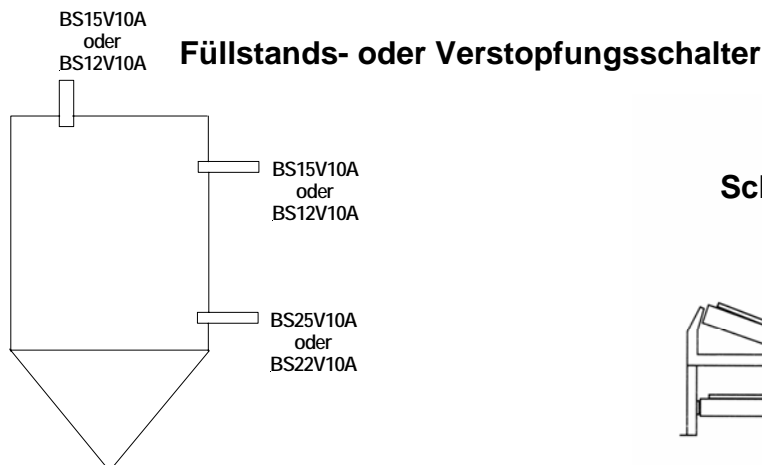 BS15V10A
oder
BS12V10A
Füllstands- oder Verstopfungsschalter
BS15V10A
oder
BS12V10A
BS25V10A
oder
BS22V10A